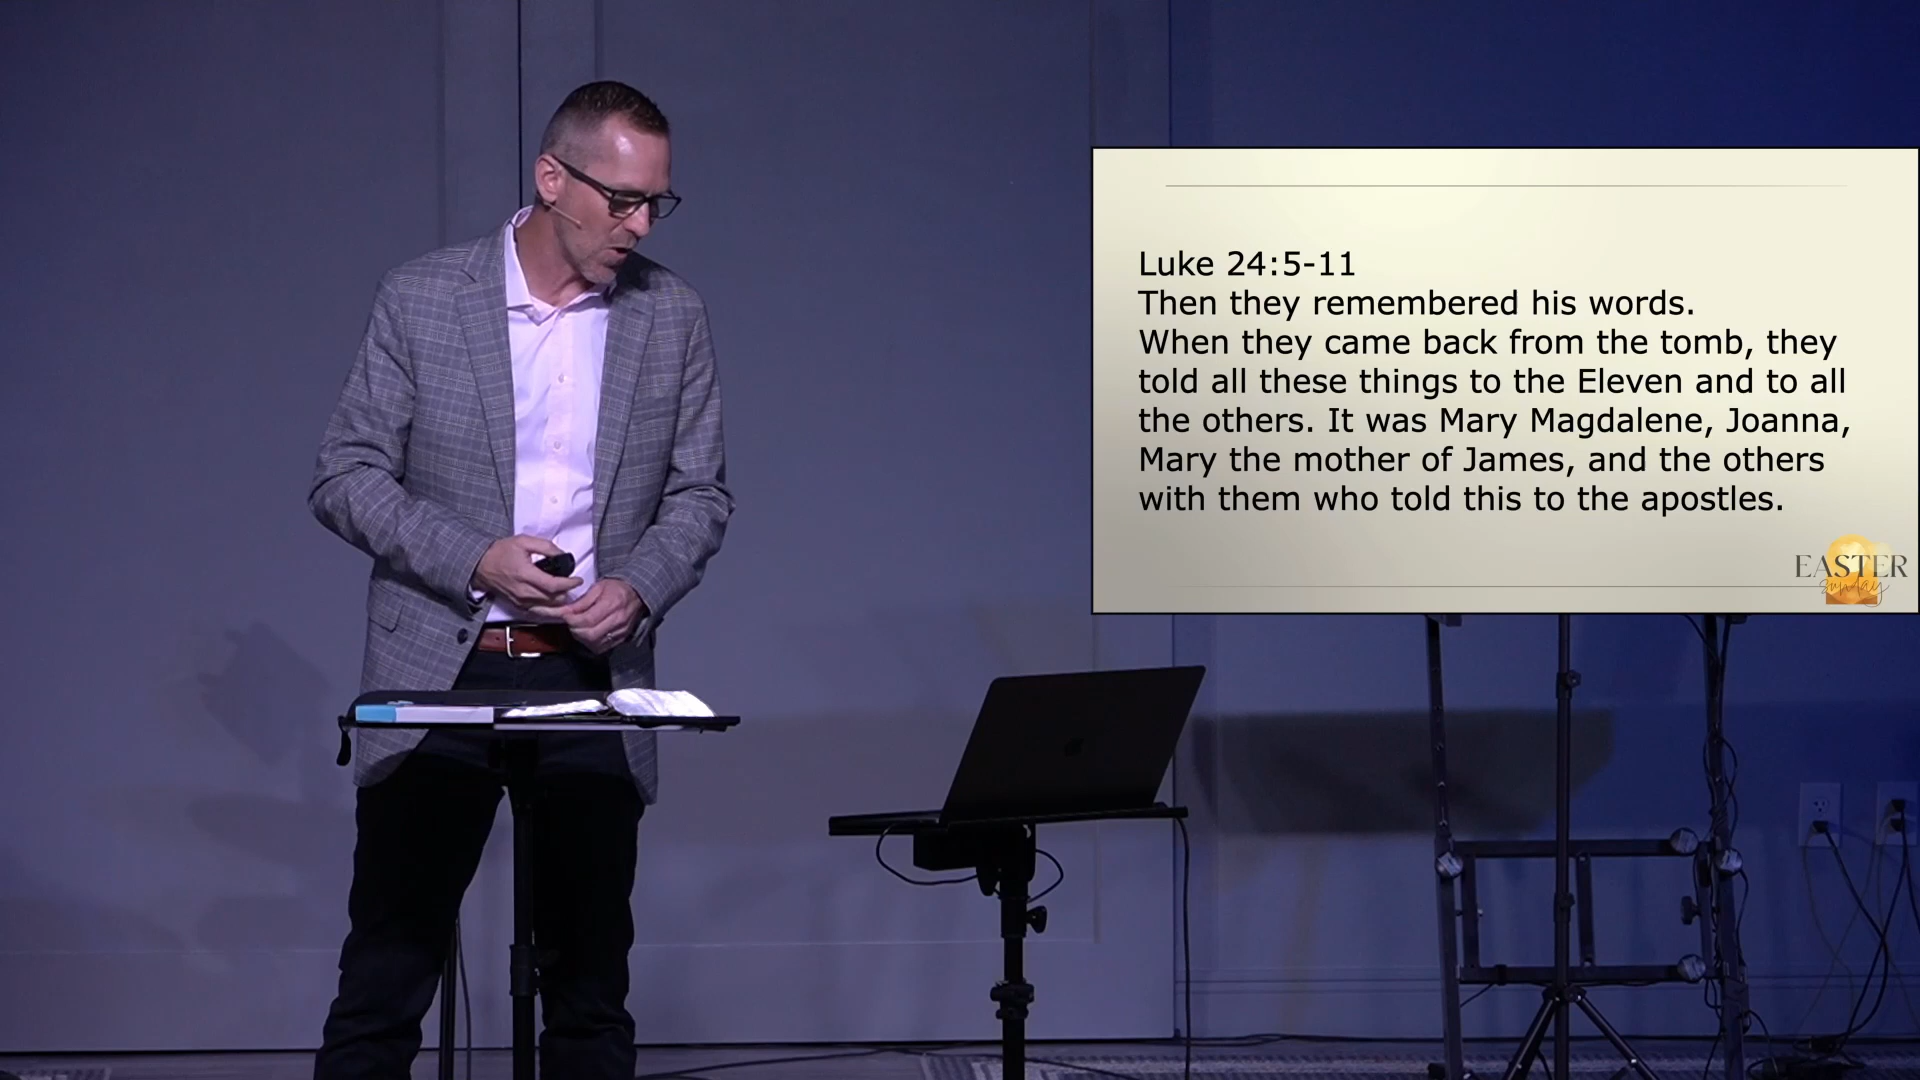 Luke 24:5-11
Then they remembered his words.
When they came back from the tomb, they
told all these things to the Eleven and to all
the others. It was Mary Magdalene, Joanna,
Mary the mother of James, and the others
with them who told this to the apostles.
EASTER
sunday